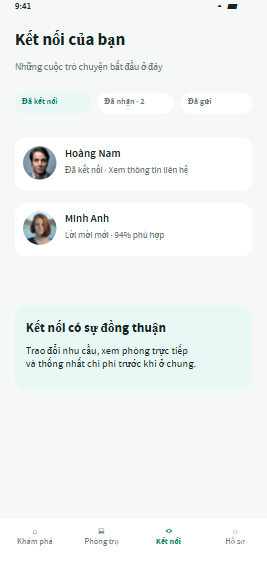 9:41
Kết nối của bạn
Những cuộc trò chuyện bắt đầu ở đây
Đã kết nối
Đã nhận · 2
Đã gửi
Hoàng Nam
Đã kết nối · Xem thông tin liên hệ
Minh Anh
Lời mời mới · 94% phù hợp
Kết nối có sự đồng thuận
Trao đổi nhu cầu, xem phòng trực tiếp
và thống nhất chi phí trước khi ở chung.
Khám phá
Phòng trọ
Kết nối
Hồ sơ